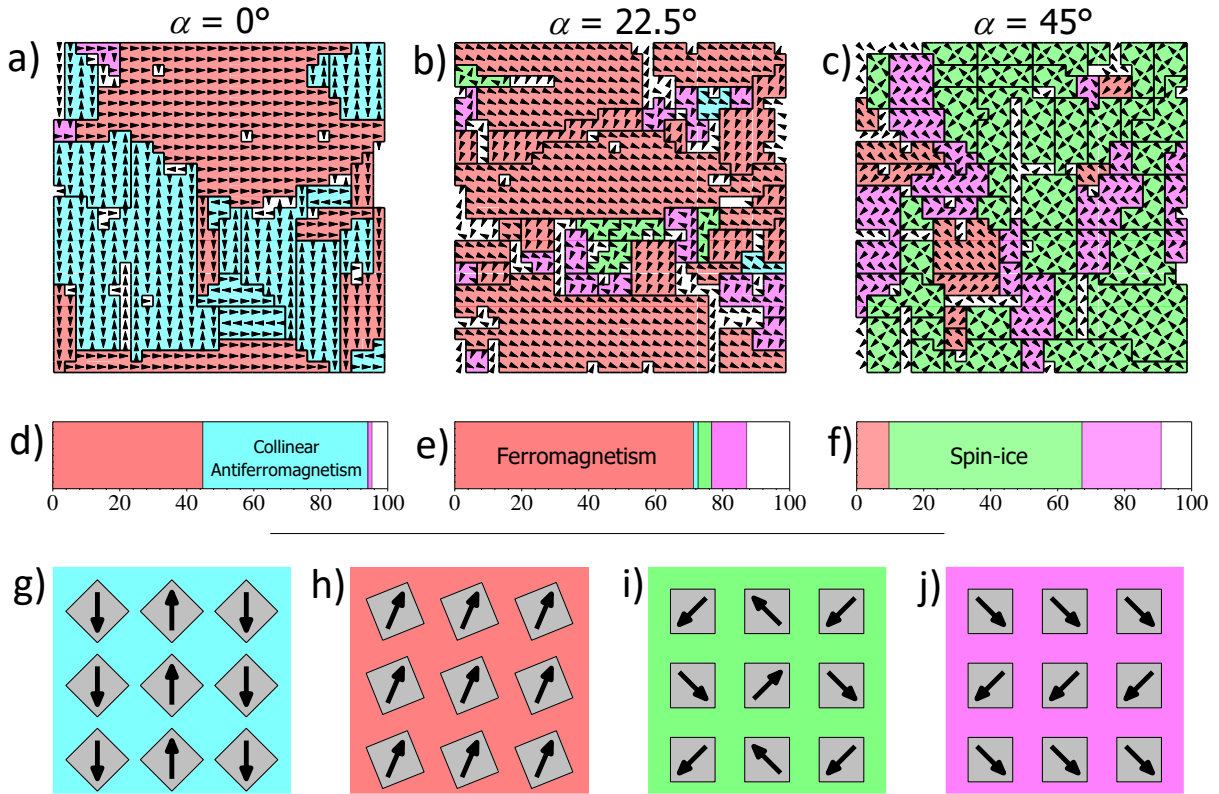 α = 0°
α = 22.5°
α = 45°
a)
b)
c)
d)
Collinear
Antiferromagnetism
0 20 40 60 80 100
e)
Ferromagnetism
0 20 40 60 80 100
f)
Spin-ice
0 20 40 60 80 100
g)
h)
i)
j)